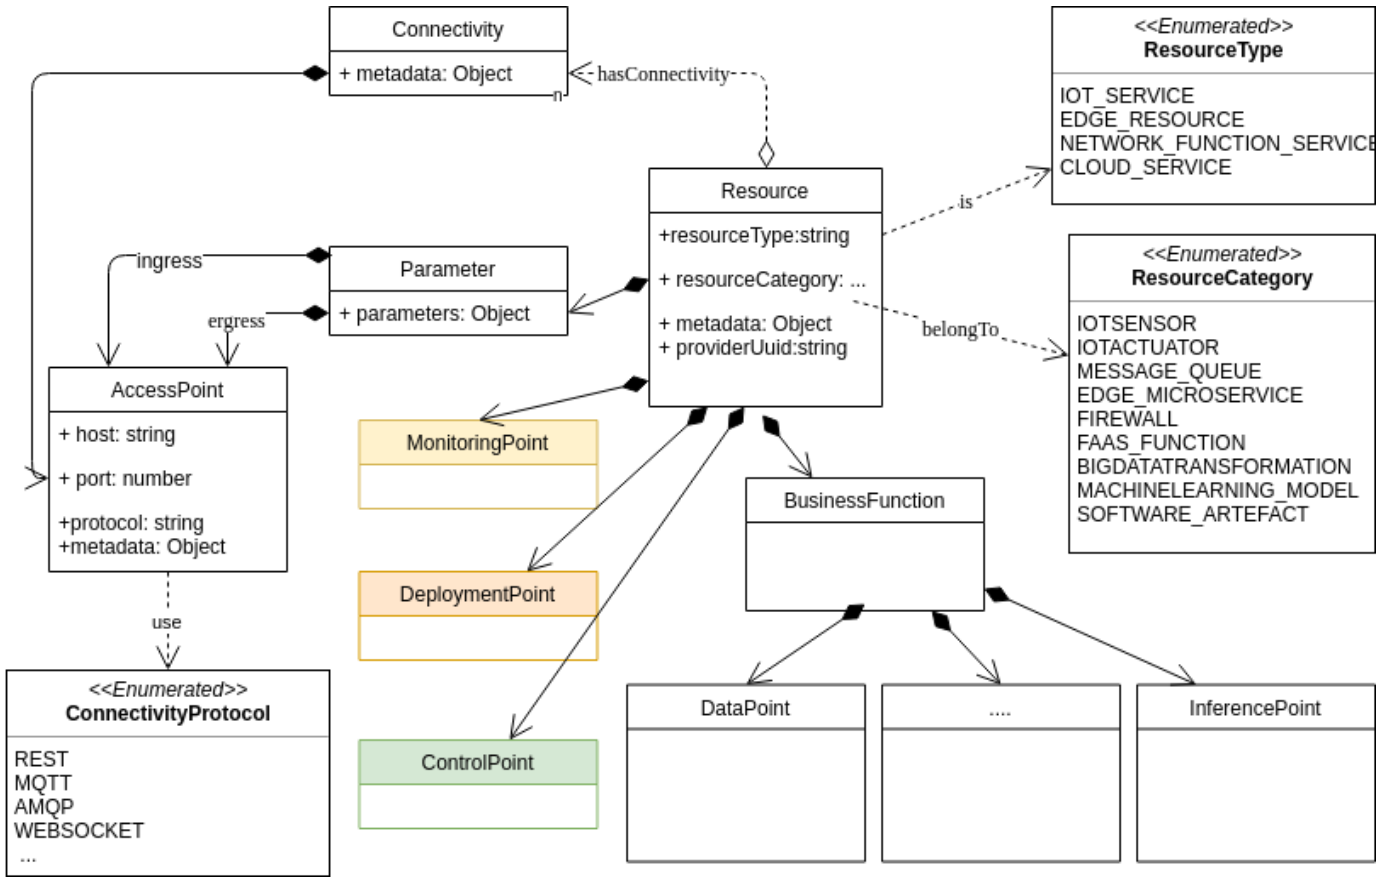 Connectivity
+ metadata: Object
n
hasConnectivity
<<Enumerated>>
ResourceType
IOT_SERVICE
EDGE_RESOURCE
NETWORK_FUNCTION_SERVICE
CLOUD_SERVICE
is
Resource
+resourceType:string
+ resourceCategory: ...
+ metadata: Object
+ providerUuid:string
belongTo
<<Enumerated>>
ResourceCategory
IOTSENSOR
IOTACTUATOR
MESSAGE_QUEUE
EDGE_MICROSERVICE
FIREWALL
FAAS_FUNCTION
BIGDATATRANSFORMATION
MACHINELEARNING_MODEL
SOFTWARE_ARTEFACT
Parameter
+ parameters: Object
ingress
ergress
AccessPoint
+ host: string
+ port: number
+protocol: string
+metadata: Object
use
<<Enumerated>>
ConnectivityProtocol
REST
MQTT
AMQP
WEBSOCKET
...
MonitoringPoint
DeploymentPoint
ControlPoint
BusinessFunction
DataPoint
....
InferencePoint